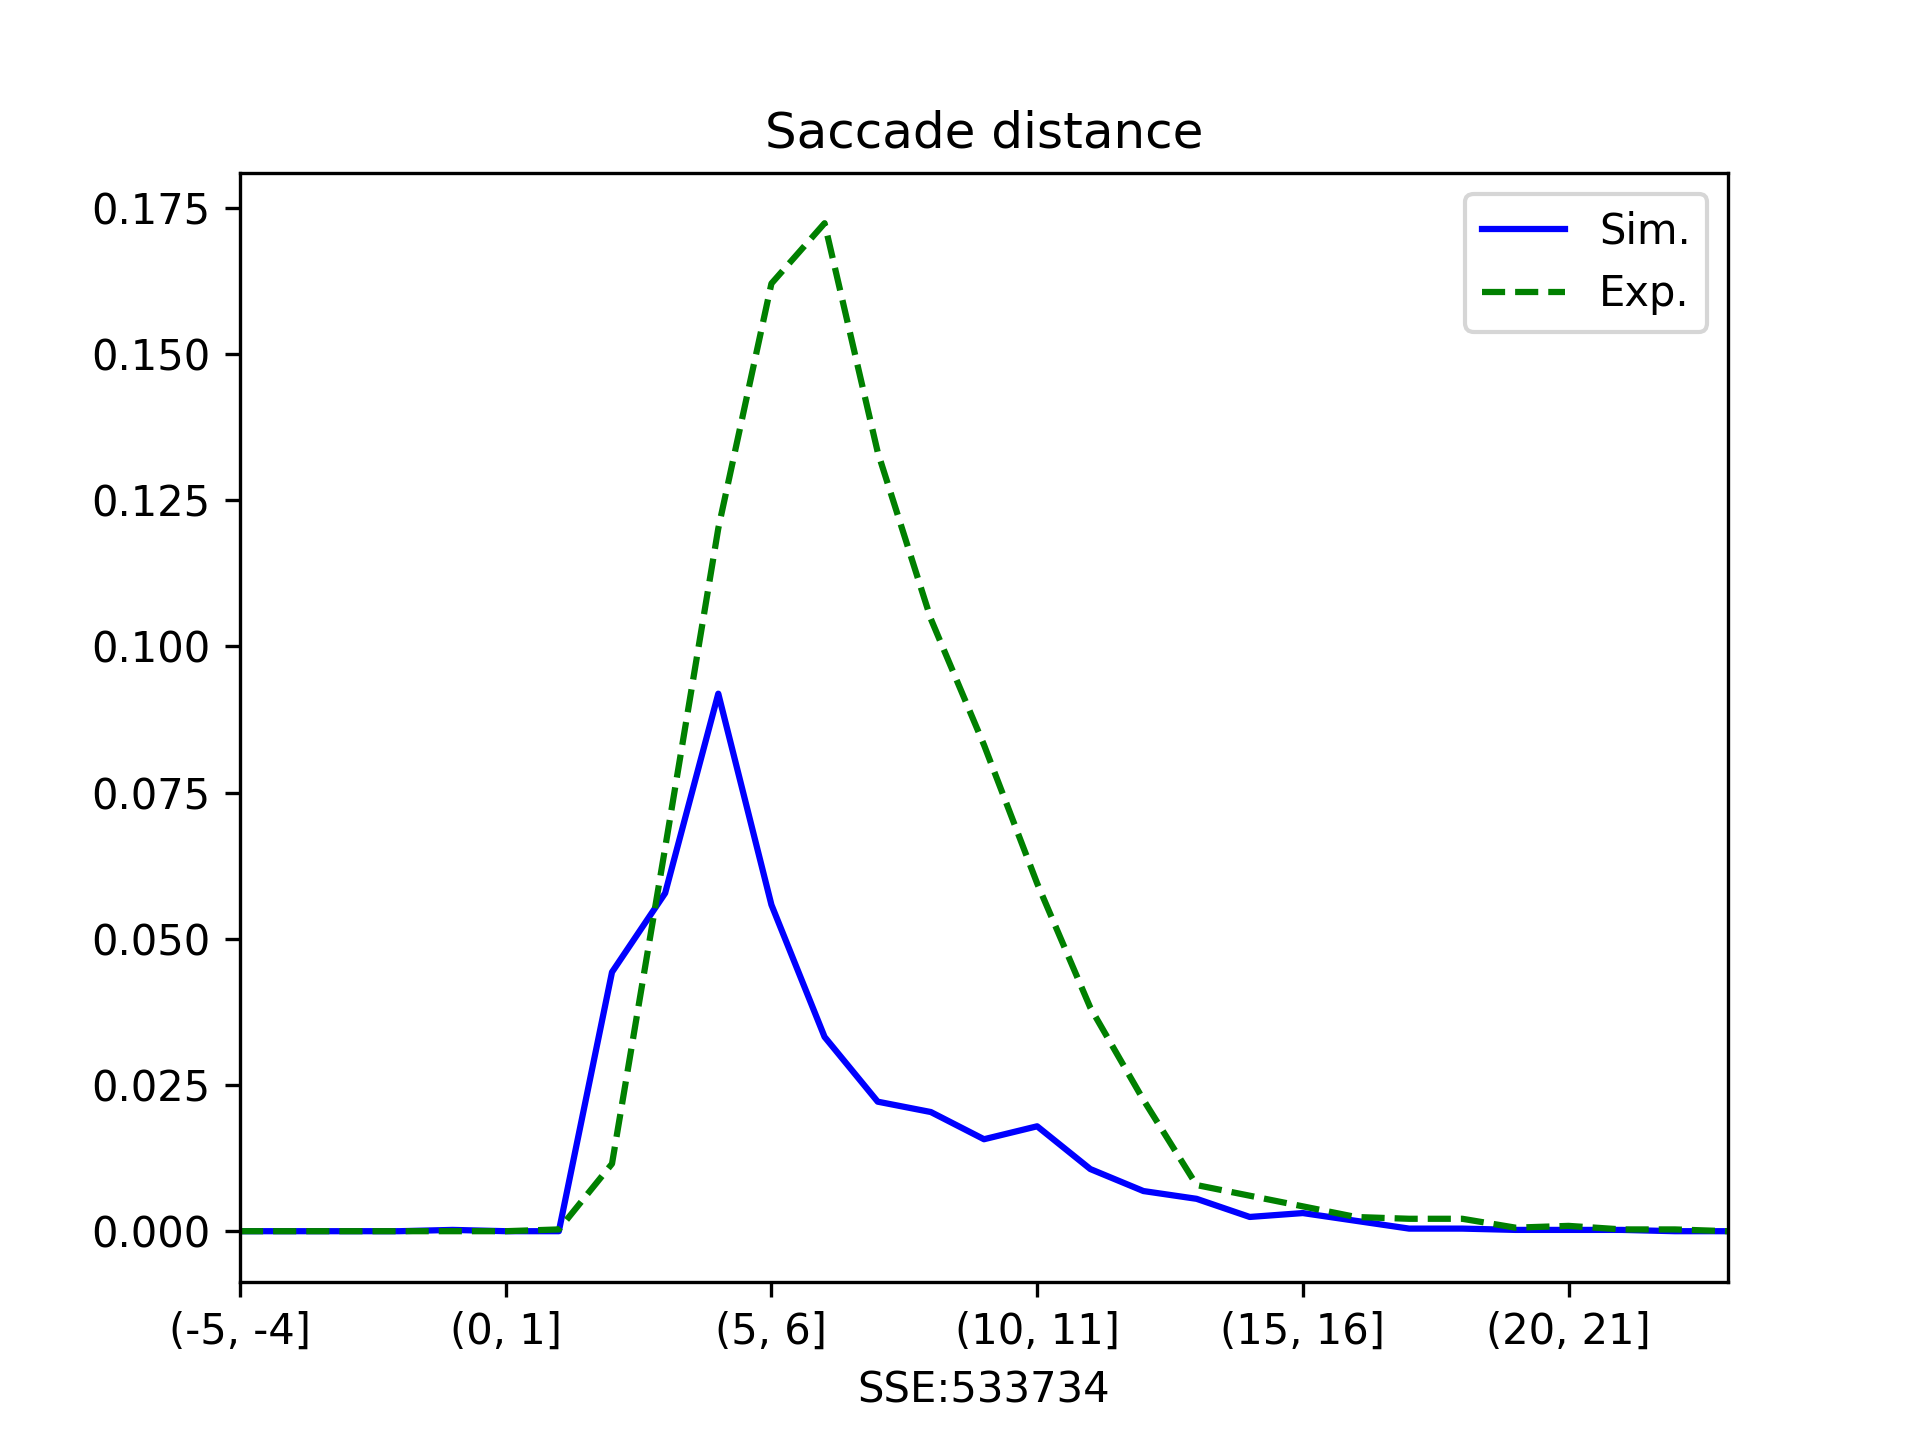 Saccade distance
Sim.
Exp.
0.175
0.150
0.125
0.100
0.075
0.050
0.025
0.000
(-5, -4] (0, 1] (5, 6] (10, 11] (15, 16] (20, 21]
SSE:533734